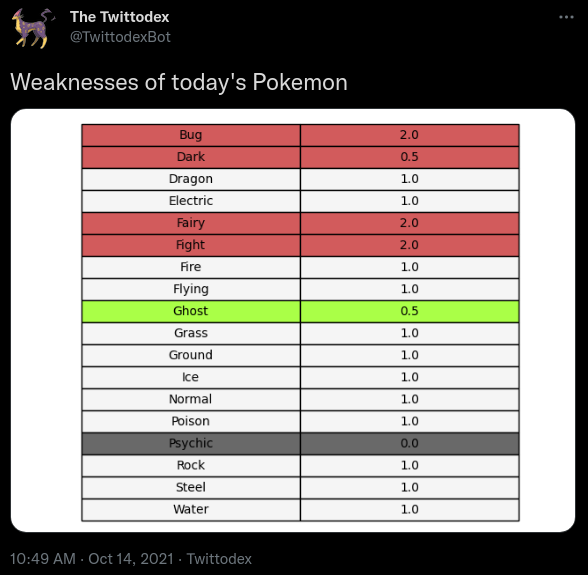 The Twittodex
@TwittodexBot
Weaknesses of today's Pokemon
Bug 2.0
Dark 0.5
Dragon 1.0
Electric 1.0
Fairy 2.0
Fight 2.0
Fire 1.0
Flying 1.0
Ghost 0.5
Grass 1.0
Ground 1.0
Ice 1.0
Normal 1.0
Poison 1.0
Psychic 0.0
Rock 1.0
Steel 1.0
Water 1.0
10:49 AM · Oct 14, 2021 · Twittodex